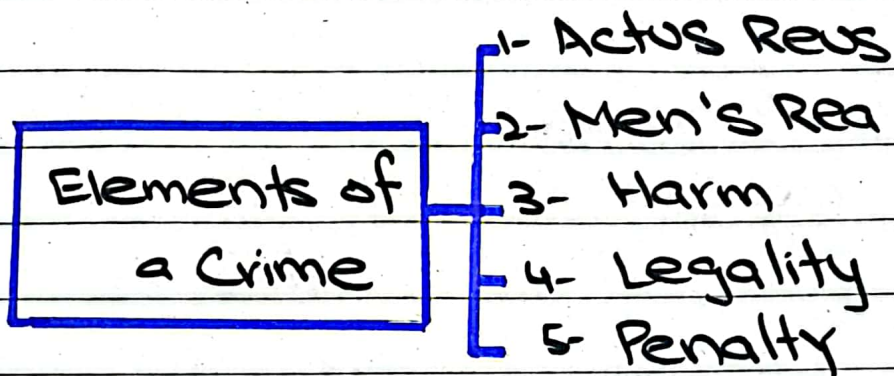 Elements of
a Crime
1- Actus Reus
2- Men's Rea
3- Harm
4- Legality
5- Penalty